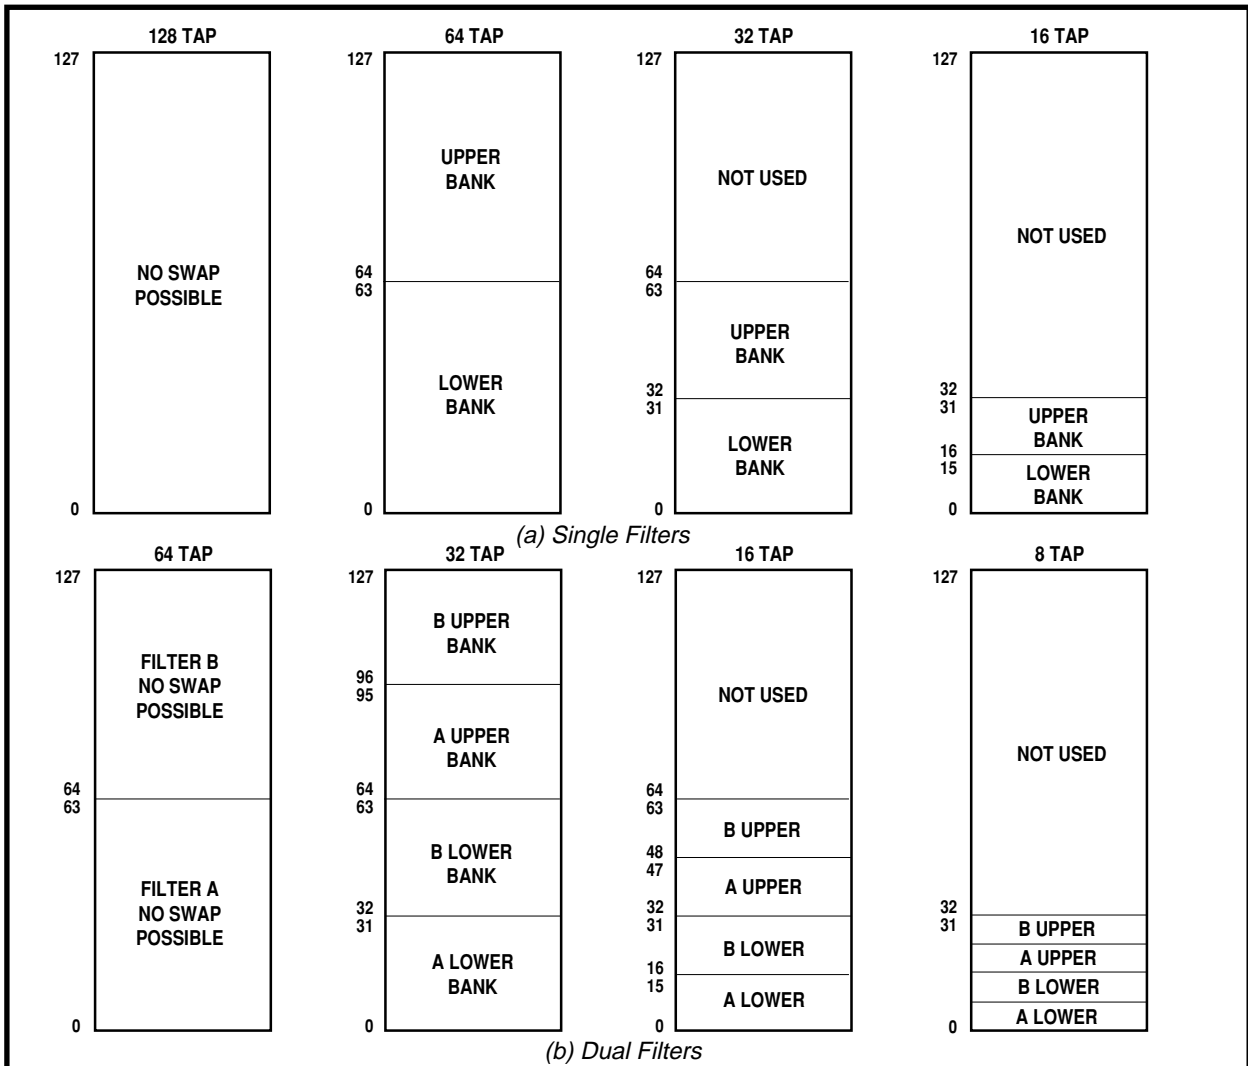 128 TAP
127
NO SWAP
POSSIBLE
0
64 TAP
127
UPPER
BANK
64
63
LOWER
BANK
0
32 TAP
127
NOT USED
64
63
UPPER
BANK
32
31
LOWER
BANK
0
16 TAP
127
NOT USED
32
31
UPPER
BANK
16
15
LOWER
BANK
0
(a) Single Filters
64 TAP
127
FILTER B
NO SWAP
POSSIBLE
64
63
FILTER A
NO SWAP
POSSIBLE
0
32 TAP
127
B UPPER
BANK
96
95
A UPPER
BANK
64
63
B LOWER
BANK
32
31
A LOWER
BANK
0
16 TAP
127
NOT USED
64
63
B UPPER
48
47
A UPPER
32
31
B LOWER
16
15
A LOWER
0
8 TAP
127
NOT USED
32
31
B UPPER
A UPPER
B LOWER
A LOWER
0
(b) Dual Filters